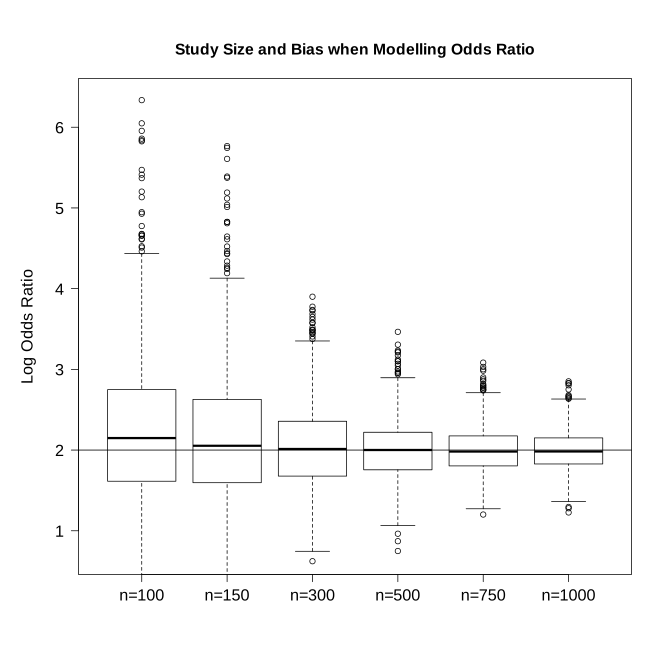 Study Size and Bias when Modelling Odds Ratio
Log Odds Ratio
6
5
4
3
2
1
n=100 n=150 n=300 n=500 n=750 n=1000